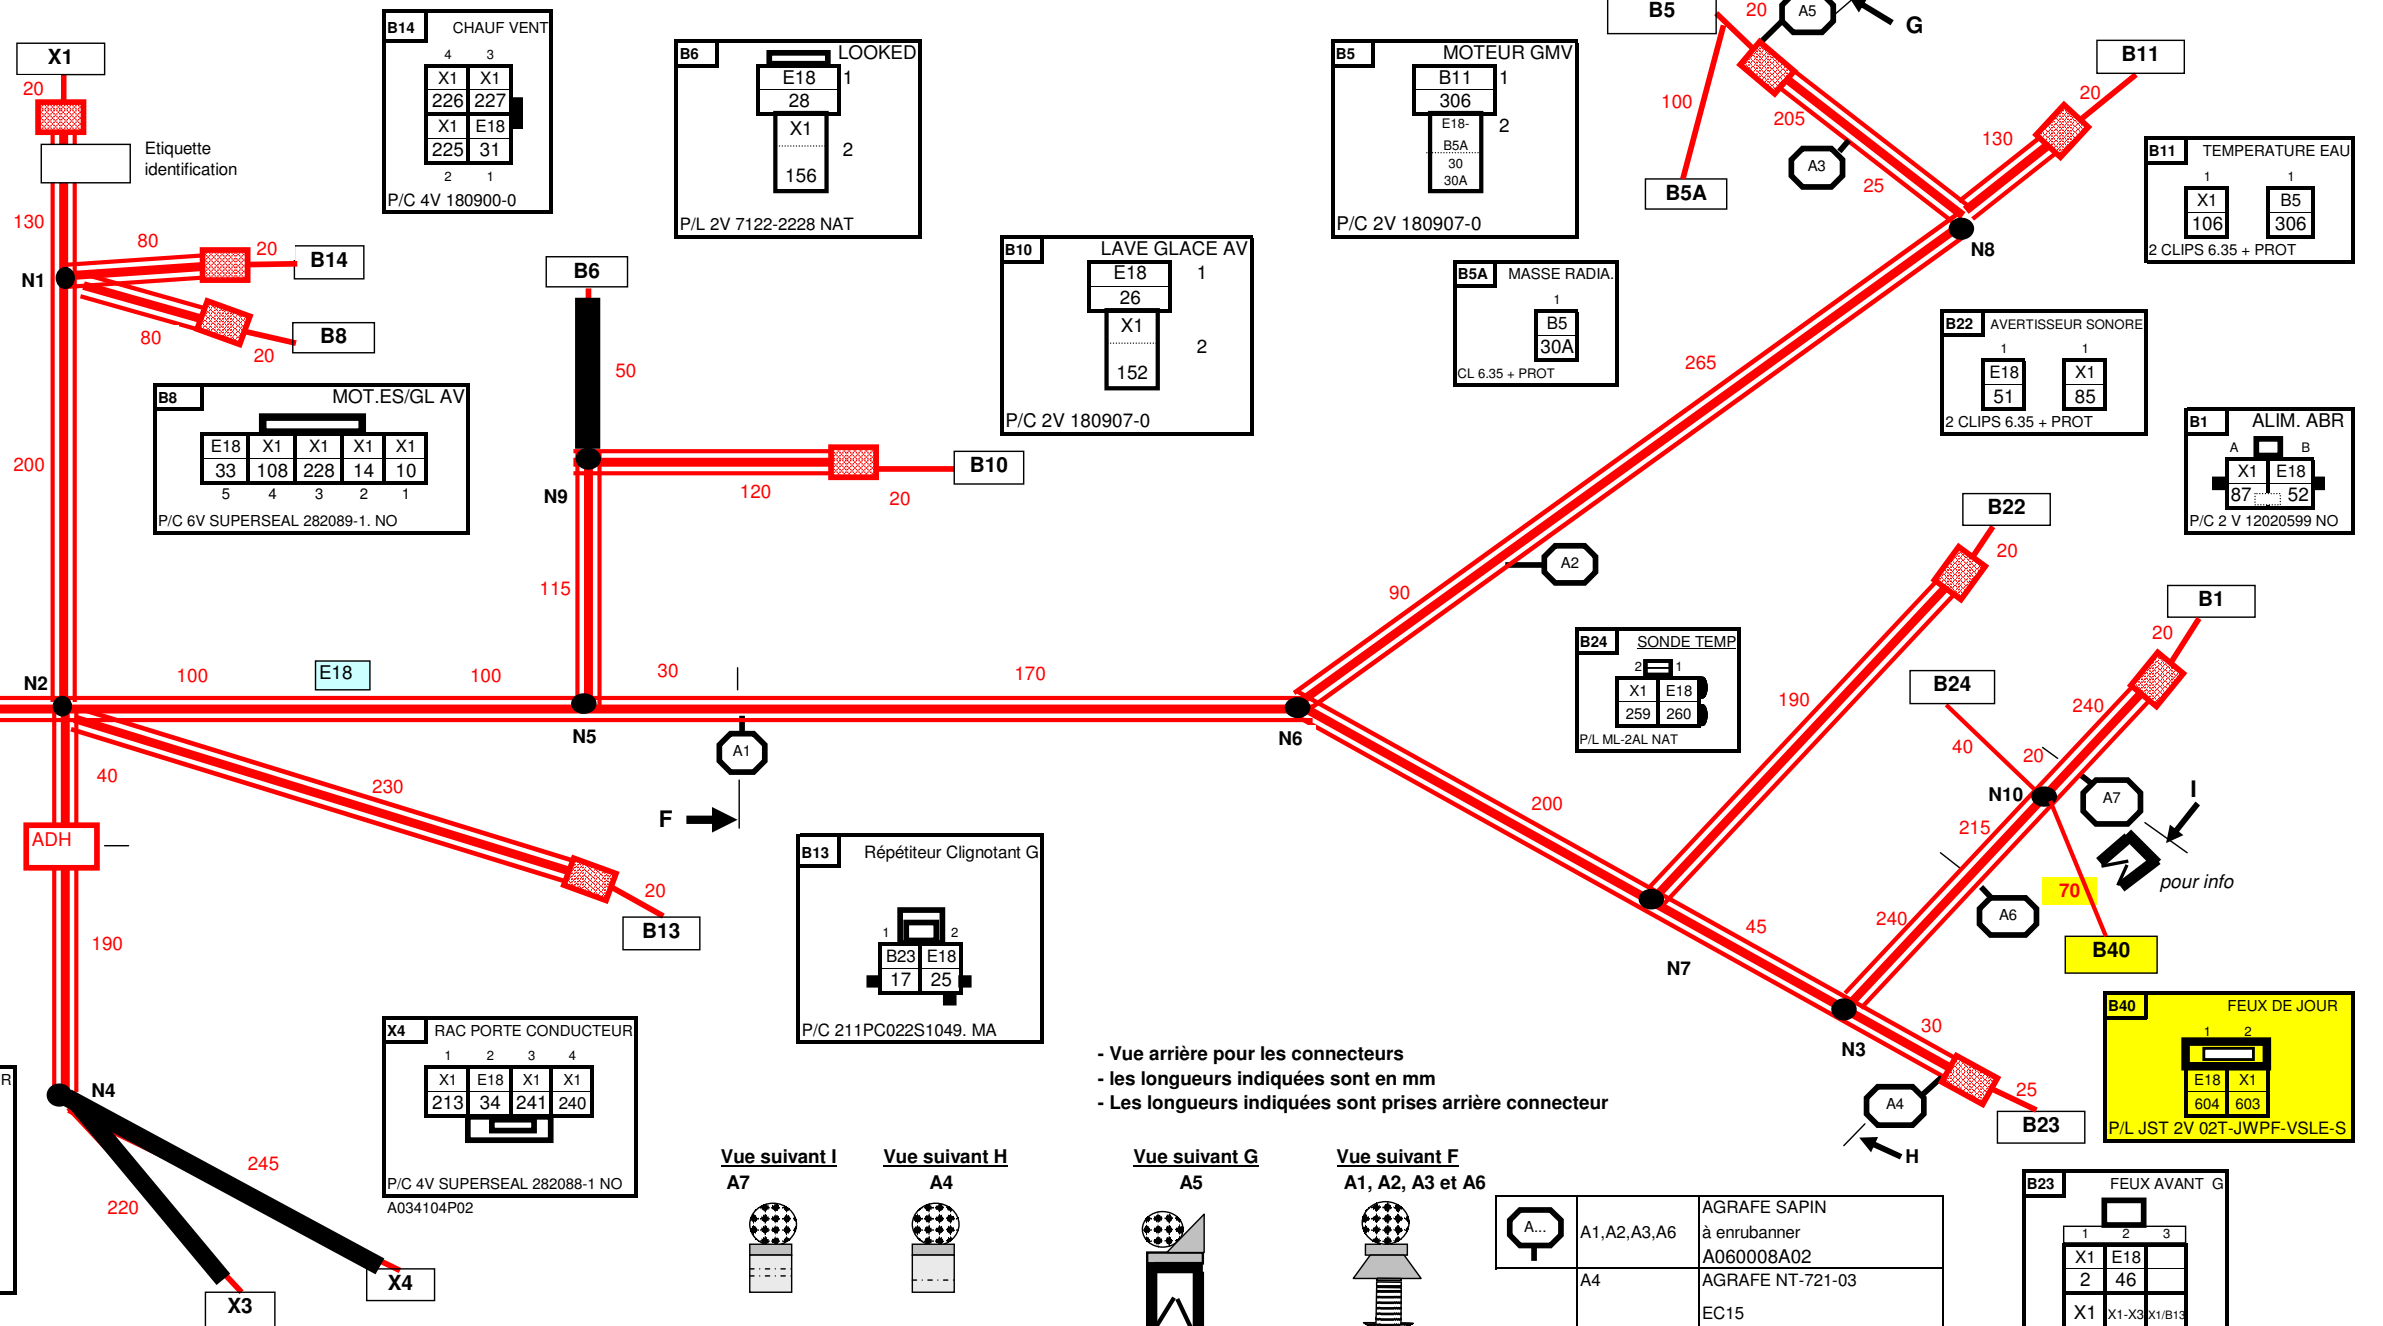 X1
20
Etiquette
identification
130
80
20
B14
N1
80
20
B8
200
B14 CHAUF VENT
4 3
X1 X1
226 227
X1 E18
225 31
2 1
P/C 4V 180900-0
B6 LOOKED
E18 1
28
X1
2
156
P/L 2V 7122-2228 NAT
B8 MOT.ES/GL AV
E18 X1 X1 X1 X1
33 108 228 14 10
5 4 3 2 1
P/C 6V SUPERSEAL 282089-1. NO
B6
50
N9
120
20
B10
115
B10 LAVE GLACE AV
E18 1
26
X1
2
152
P/C 2V 180907-0
B5 MOTEUR GMV
B11 1
306
E18- 2
B5A
30
30A
P/C 2V 180907-0
B5A MASSE RADIA.
1
B5
30A
CL 6.35 + PROT
B5
20
A5
G
100
205
A3
25
B5A
B11
20
130
N8
B11 TEMPERATURE EAU
1 1
X1 B5
106 306
2 CLIPS 6.35 + PROT
B22 AVERTISSEUR SONORE
1 1
E18 X1
51 85
2 CLIPS 6.35 + PROT
B1 ALIM. ABR
A B
X1 E18
87 52
P/C 2 V 12020599 NO
265
90
A2
B22
20
190
B24 SONDE TEMP
2 1
X1 E18
259 260
P/L ML-2AL NAT
B1
20
240
B24
40
20
N10
A7
I
pour info
215
A6
70
240
B40
N2
100
E18
100
30
170
N5
A1
F
N6
200
45
N7
N3
30
25
A4
H
B23
40
ADH
230
20
B13
190
N4
245
220
X3
X4
B13 Répétiteur Clignotant G
1 2
B23 E18
17 25
P/C 211PC022S1049. MA
X4 RAC PORTE CONDUCTEUR
1 2 3 4
X1 E18 X1 X1
213 34 241 240
P/C 4V SUPERSEAL 282088-1 NO
A034104P02
R
- Vue arrière pour les connecteurs
- les longueurs indiquées sont en mm
- Les longueurs indiquées sont prises arrière connecteur
B40 FEUX DE JOUR
1 2
E18 X1
604 603
P/L JST 2V 02T-JWPF-VSLE-S
Vue suivant I
A7
Vue suivant H
A4
Vue suivant G
A5
Vue suivant F
A1, A2, A3 et A6
A... A1,A2,A3,A6 AGRAFE SAPIN
à enrubanner
A060008A02
A4 AGRAFE NT-721-03
EC15
B23 FEUX AVANT G
1 2 3
X1 E18
2 46
X1 X1-X3 X1/B13